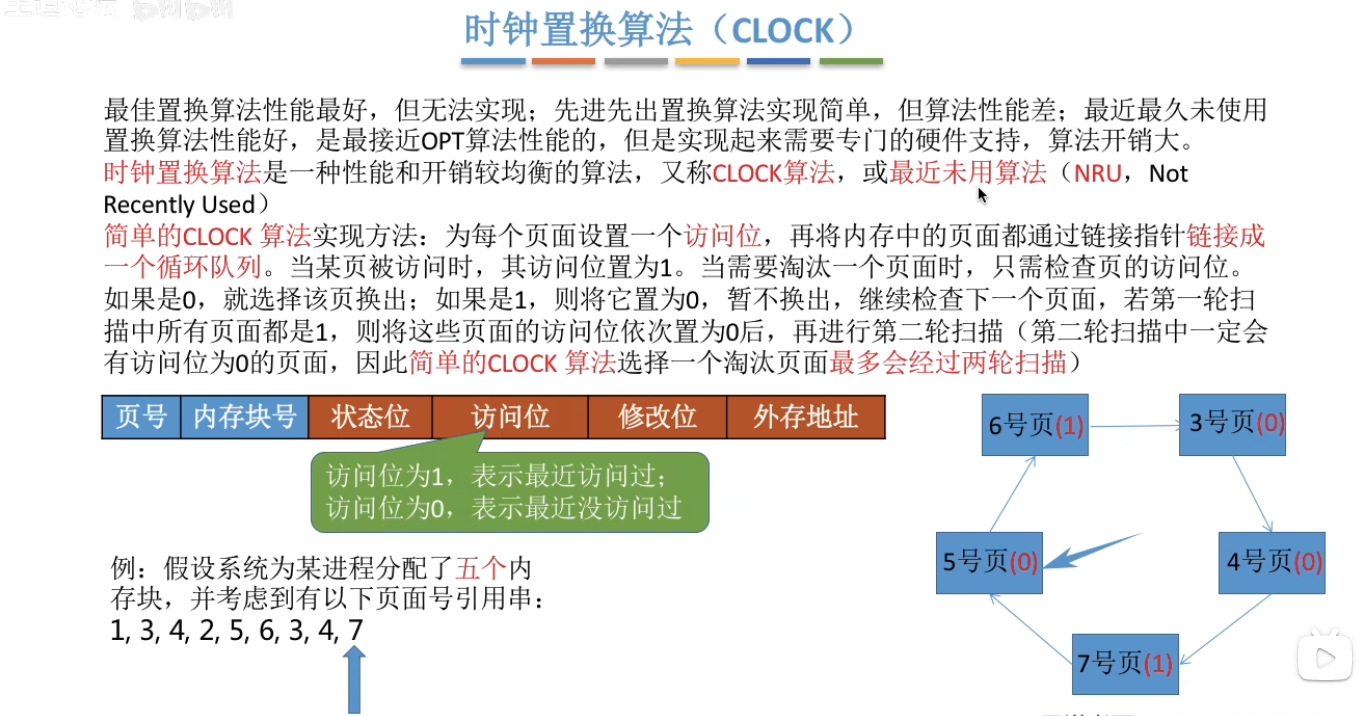 时钟置换算法（CLOCK）
最佳置换算法性能最好，但无法实现；先进先出置换算法实现简单，但算法性能差；最近最久未使用
置换算法性能好，是最接近OPT算法性能的，但是实现起来需要专门的硬件支持，算法开销大。
时钟置换算法是一种性能和开销较均衡的算法，又称CLOCK算法，或最近未用算法（NRU，Not
Recently Used）
简单的CLOCK 算法实现方法：为每个页面设置一个访问位，再将内存中的页面都通过链接指针链接成
一个循环队列。当某页被访问时，其访问位置为1。当需要淘汰一个页面时，只需检查页的访问位。
如果是0，就选择该页换出；如果是1，则将它置为0，暂不换出，继续检查下一个页面，若第一轮扫
描中所有页面都是1，则将这些页面的访问位依次置为0后，再进行第二轮扫描（第二轮扫描中一定会
有访问位为0的页面，因此简单的CLOCK 算法选择一个淘汰页面最多会经过两轮扫描）
页号 内存块号 状态位 访问位 修改位 外存地址
访问位为1，表示最近访问过；
访问位为0，表示最近没访问过
例：假设系统为某进程分配了五个内
存块，并考虑到有以下页面号引用串：
1, 3, 4, 2, 5, 6, 3, 4, 7
6号页(1)
3号页(0)
5号页(0)
4号页(0)
7号页(1)